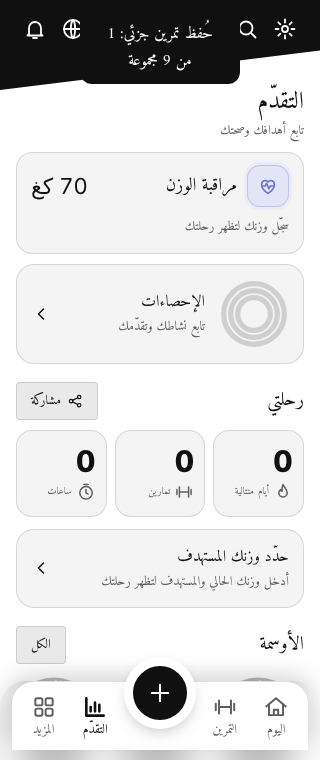 حُفظ تمرين جزئي: 1
من 9 مجموعة
التقدّم
تابع أهدافك وصحتك
مراقبة الوزن
70 كغ
سجّل وزنك لتظهر رحلتك
الإحصاءات
تابع نشاطك وتقدّمك
رحلتي
مشاركة
0
أيام متتالية
0
تمارين
0
ساعات
حدّد وزنك المستهدف
أدخل وزنك الحالي والمستهدف لتظهر رحلتك
الأوسمة
الكل
اليوم
التمرين
التقدّم
المزيد